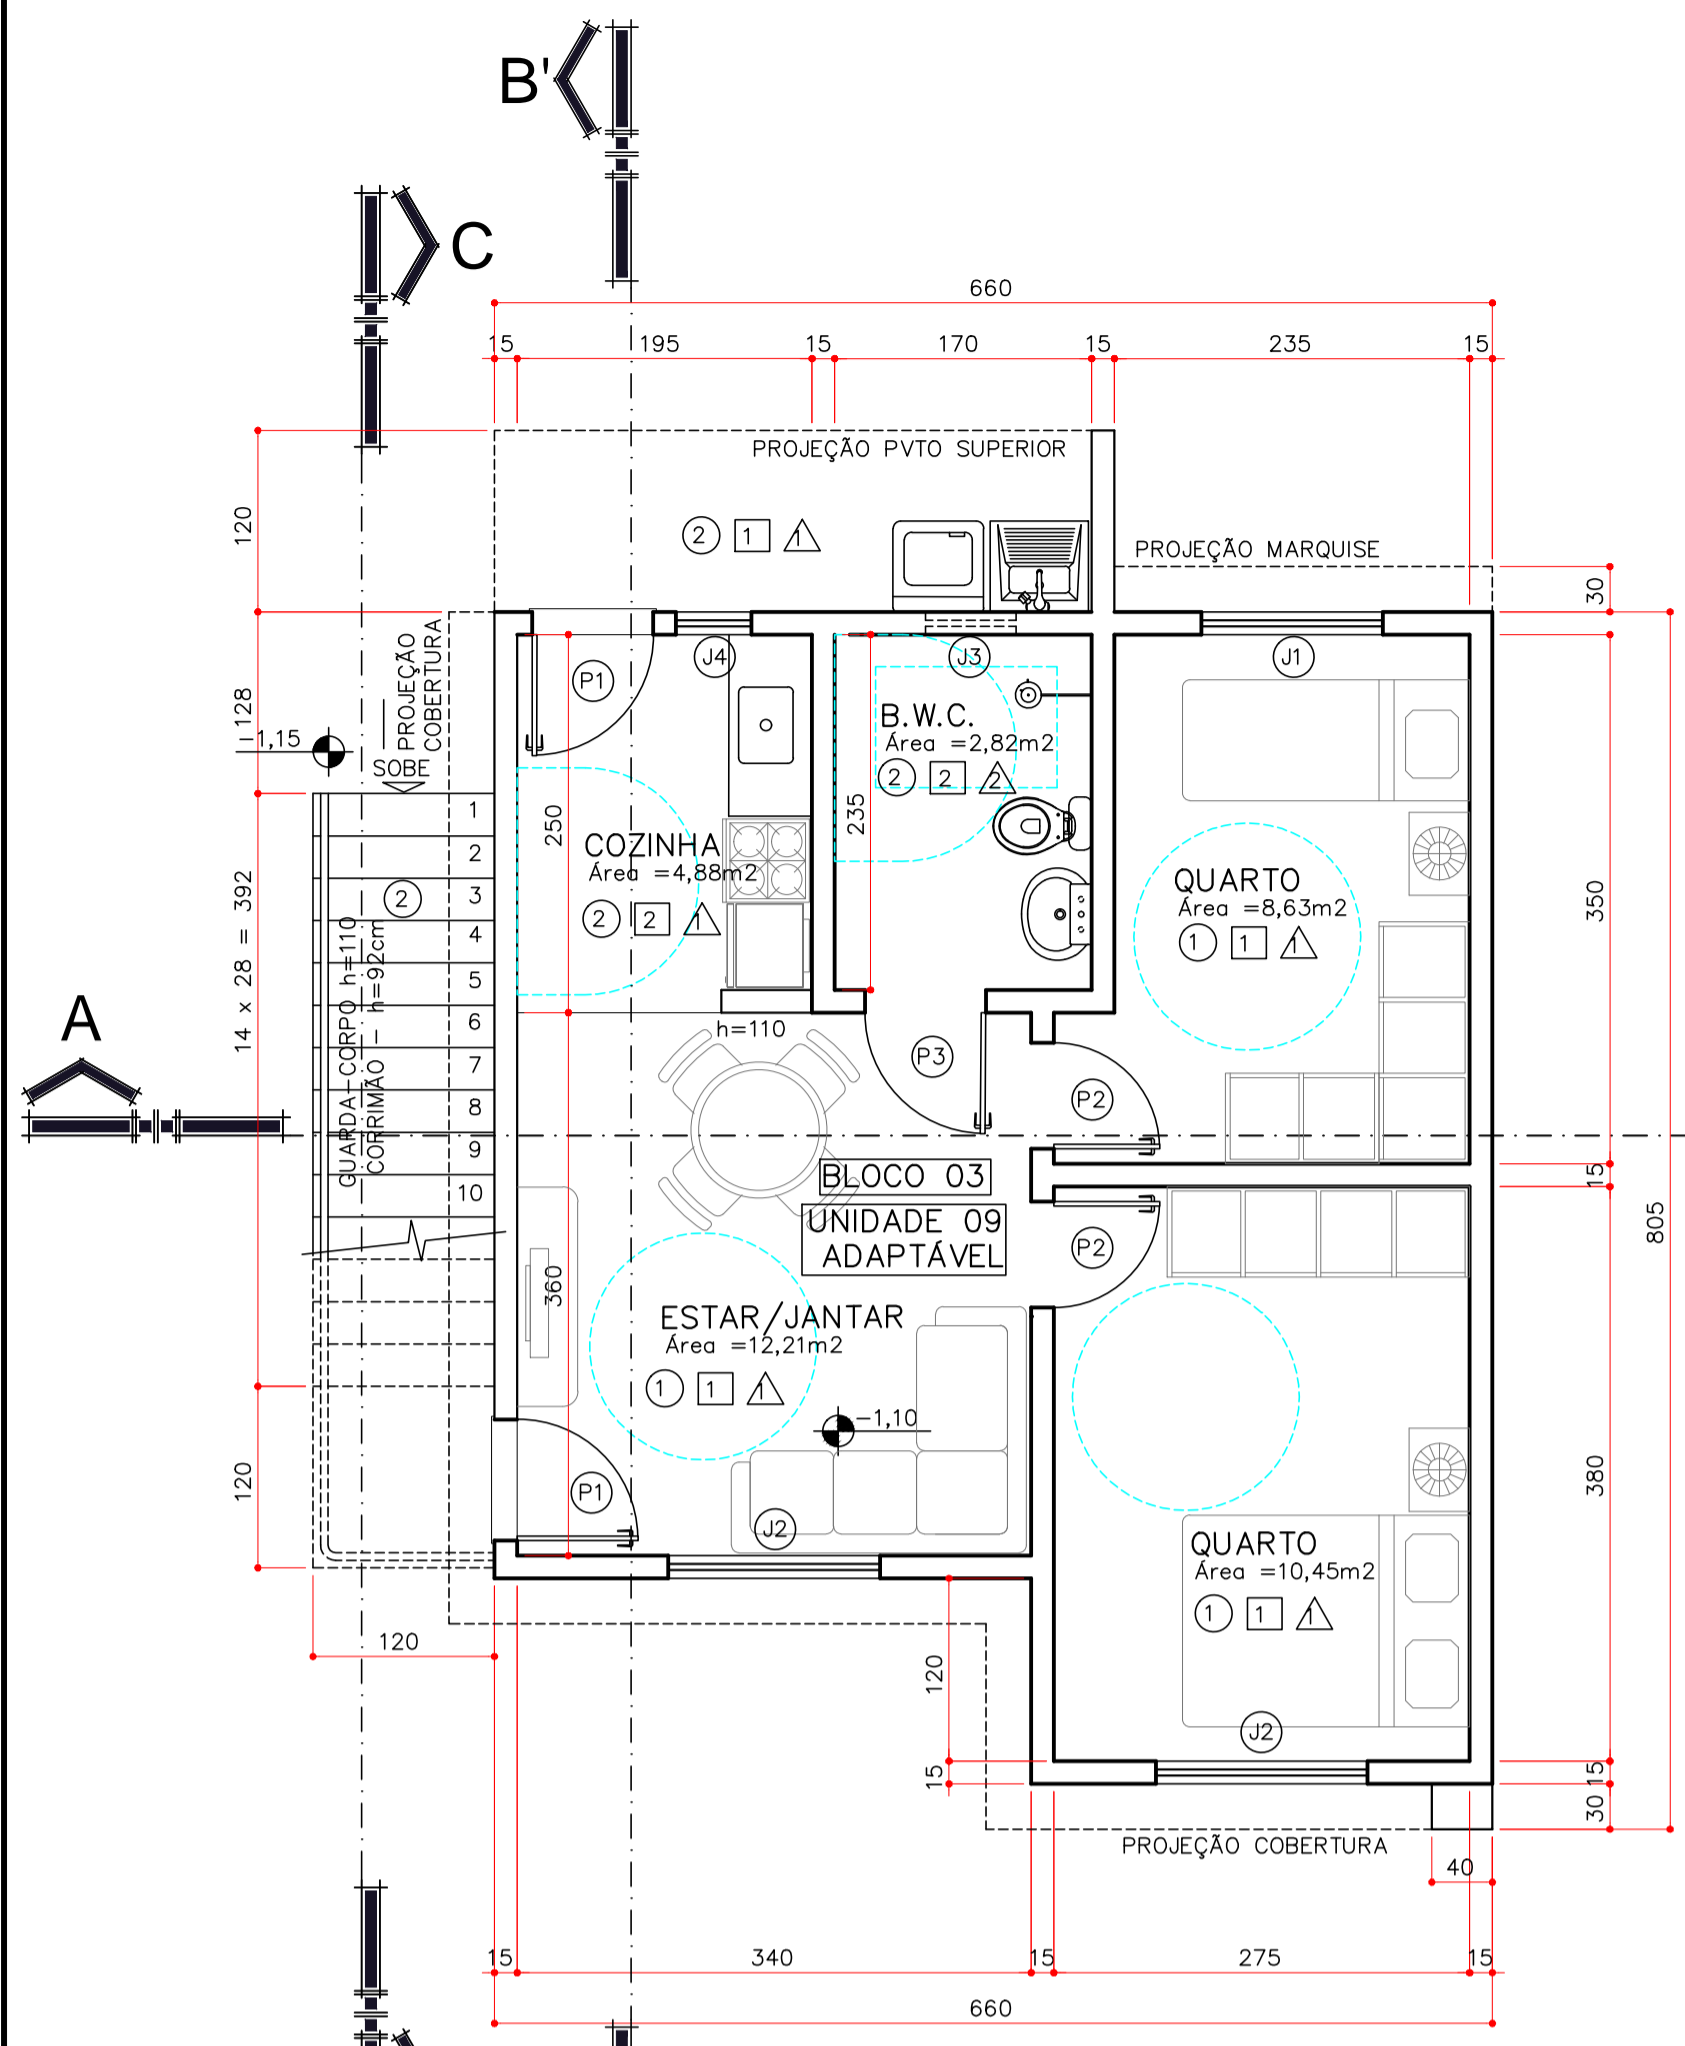 B'
C
660
15 195 15 170 15 235 15
PROJEÇÃO PVTO SUPERIOR
120
2 1 1
PROJEÇÃO MARQUISE
30
PROJEÇÃO
COBERTURA
128
-1,15
SOBE
P1
J4
J3
J1
B.W.C.
Área =2,82m2
2 2 2
250
235
COZINHA
Área =4,88m2
2 2 1
QUARTO
Área =8,63m2
1 1 1
350
1
2
3
4
5
6
7
8
9
10
2
14 x 28 = 392
GUARDA-CORPO h=110
CORRIMÃO - h=92cm
A
h=110
P3
P2
BLOCO 03
15
UNIDADE 09
ADAPTÁVEL
P2
805
360
ESTAR/JANTAR
Área =12,21m2
1 1 1
-1,10
120
P1
J2
380
QUARTO
Área =10,45m2
1 1 1
120
120
J2
15
15
30
PROJEÇÃO COBERTURA
40
15 340 15 275 15
660